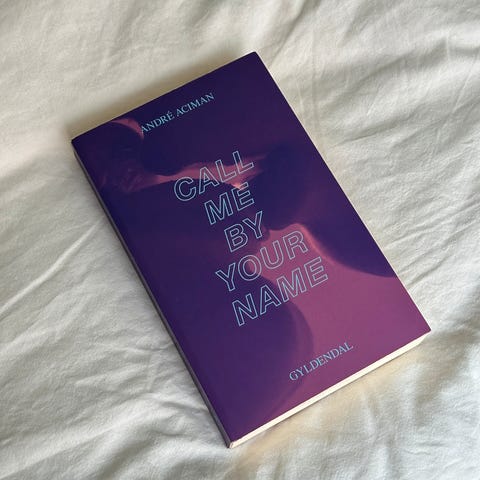 ANDRÉ ACIMAN
CALL
ME
BY
YOUR
NAME
GYLDENDAL